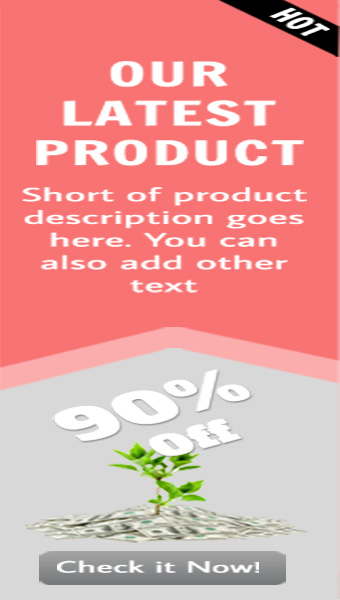 HOT
OUR
LATEST
PRODUCT
Short of product
description goes
here. You can
also add other
text
90%
Off
Check it Now!